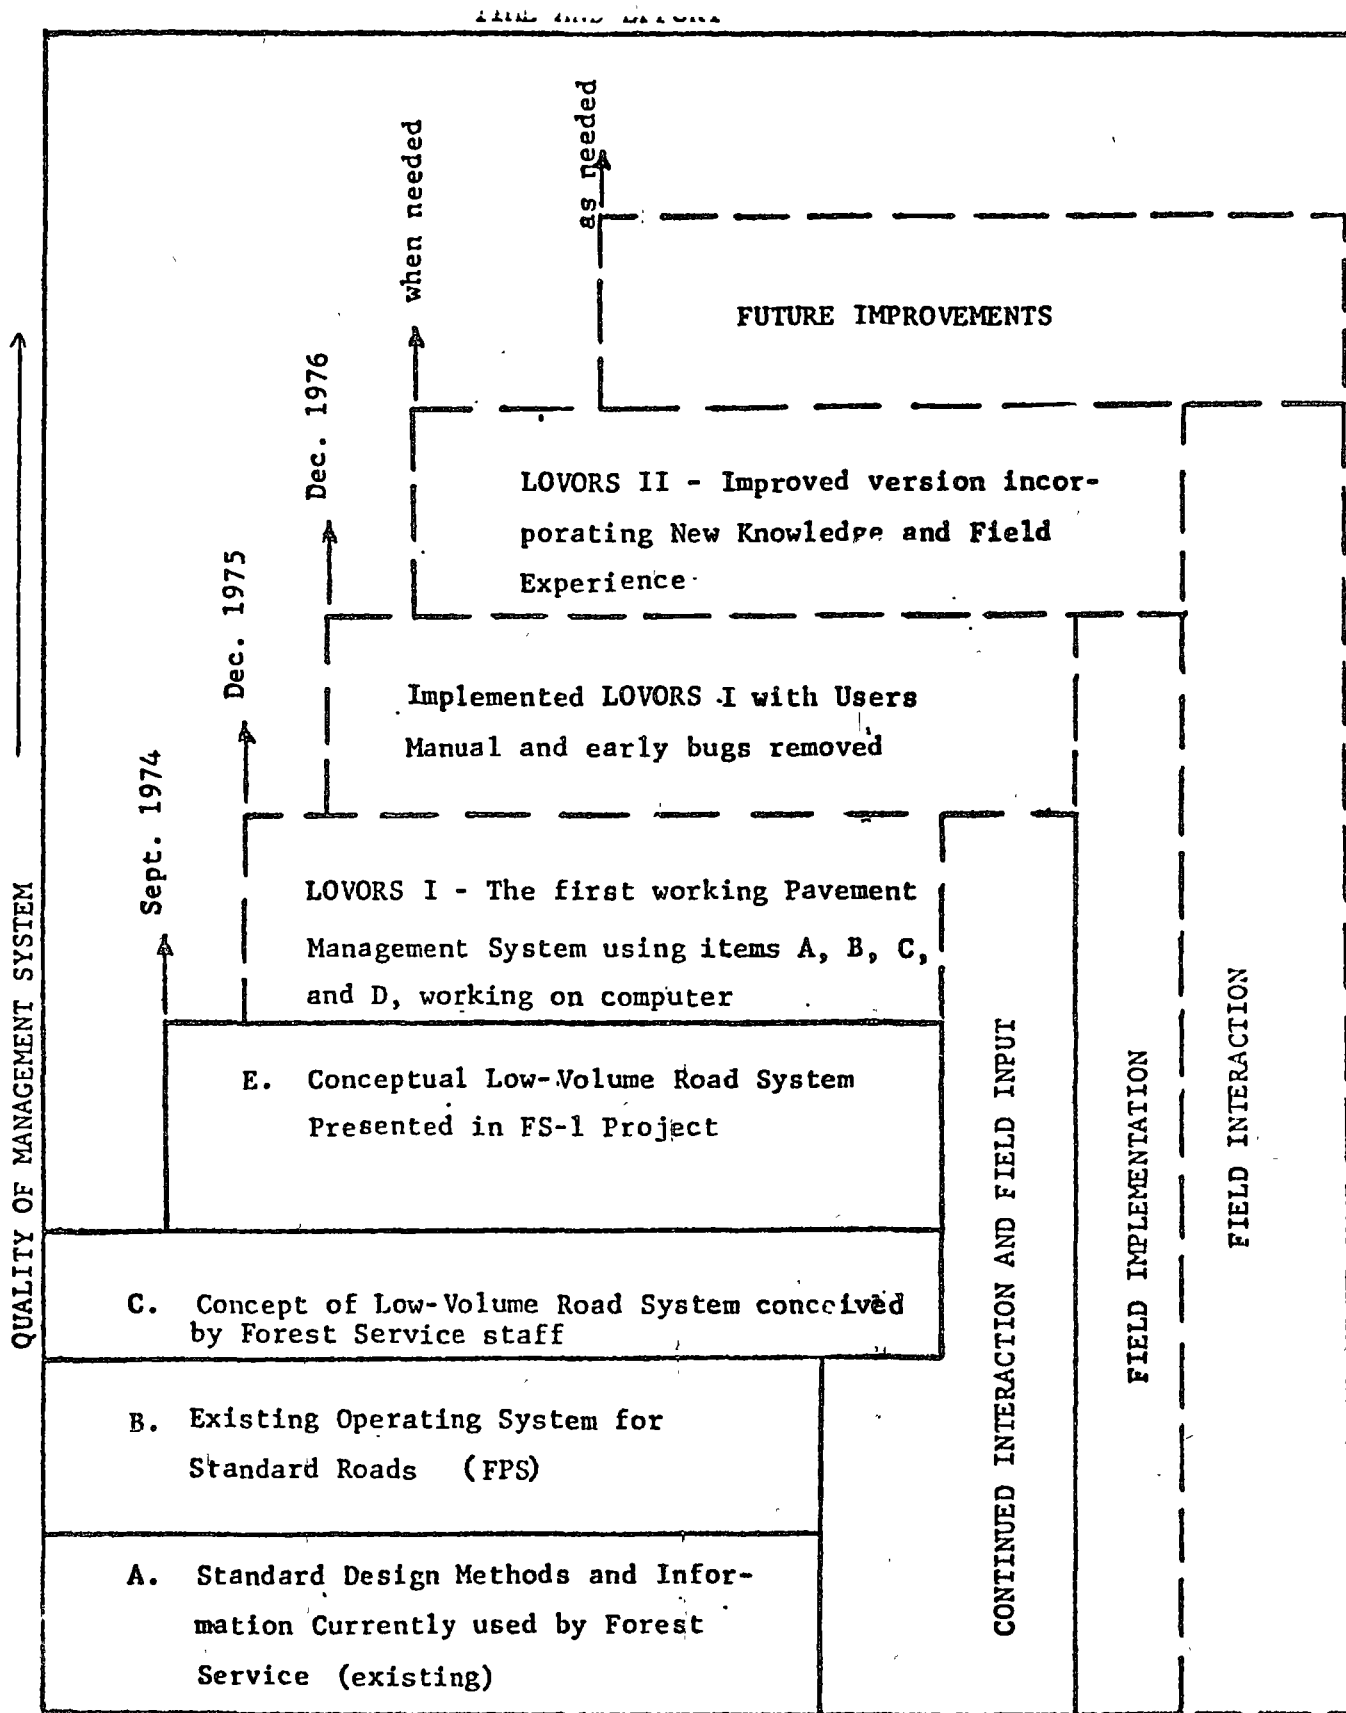 as needed
when needed
FUTURE IMPROVEMENTS
Dec. 1976
LOVORS II - Improved version incor-
porating New Knowledge and Field
Experience
Dec. 1975
Implemented LOVORS I with Users
Manual and early bugs removed
Sept. 1974
LOVORS I - The first working Pavement
Management System using items A, B, C,
and D, working on computer
E. Conceptual Low-Volume Road System
Presented in FS-1 Project
C. Concept of Low-Volume Road System conceived
by Forest Service staff
B. Existing Operating System for
Standard Roads (FPS)
A. Standard Design Methods and Infor-
mation Currently used by Forest
Service (existing)
QUALITY OF MANAGEMENT SYSTEM
CONTINUED INTERACTION AND FIELD INPUT
FIELD IMPLEMENTATION
FIELD INTERACTION